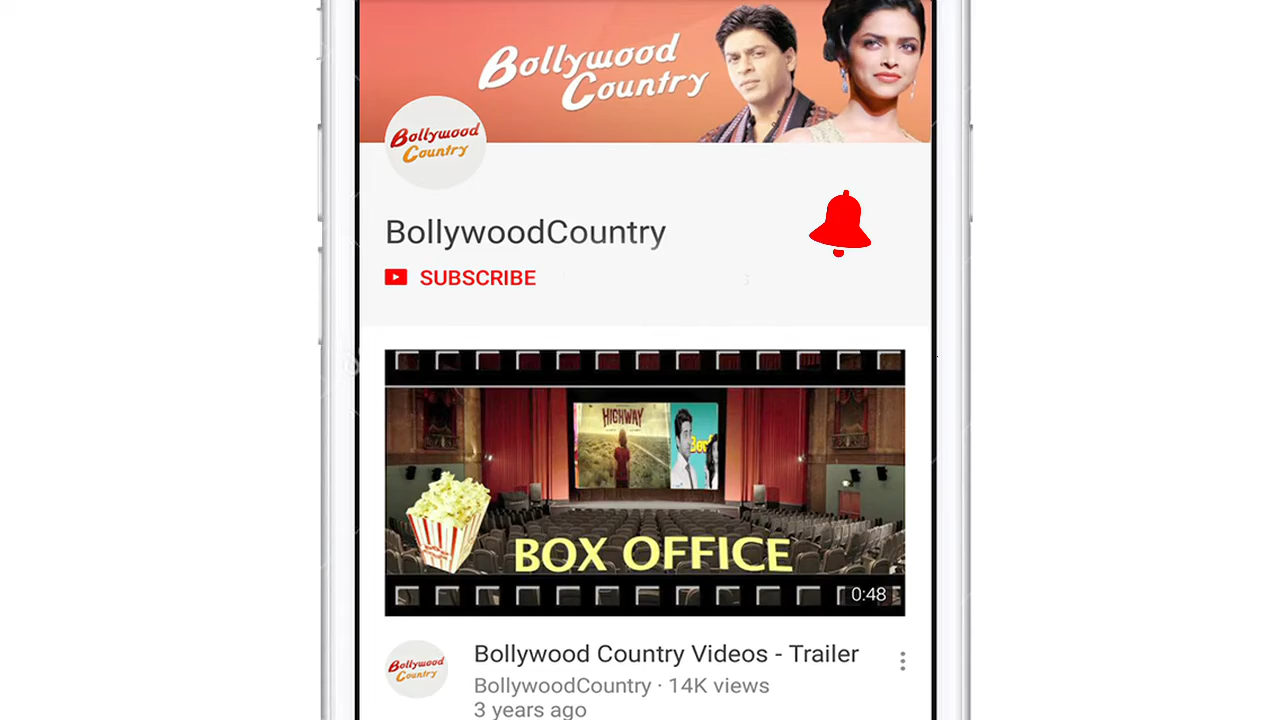 Bollywood
Country
Bollywood
Country
BollywoodCountry
SUBSCRIBE
HIGHWAY
BOX OFFICE
0:48
Bollywood
Country
Bollywood Country Videos - Trailer
BollywoodCountry · 14K views
3 years ago